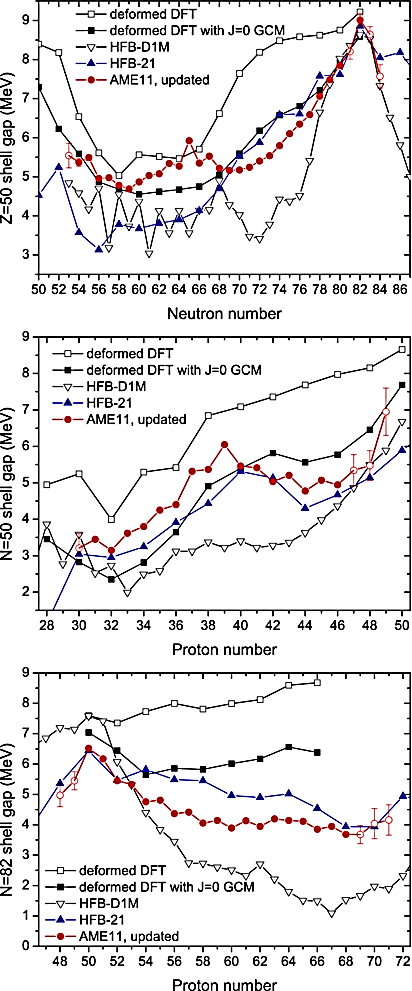 9
8
7
6
5
4
3
Z=50 shell gap (MeV)
deformed DFT
deformed DFT with J=0 GCM
HFB-D1M
HFB-21
AME11, updated
50 52 54 56 58 60 62 64 66 68 70 72 74 76 78 80 82 84 86
Neutron number
9
8
7
6
5
4
3
2
N=50 shell gap (MeV)
deformed DFT
deformed DFT with J=0 GCM
HFB-D1M
HFB-21
AME11, updated
28 30 32 34 36 38 40 42 44 46 48 50
Proton number
9
8
7
6
5
4
3
2
1
0
N=82 shell gap (MeV)
deformed DFT
deformed DFT with J=0 GCM
HFB-D1M
HFB-21
AME11, updated
48 50 52 54 56 58 60 62 64 66 68 70 72
Proton number